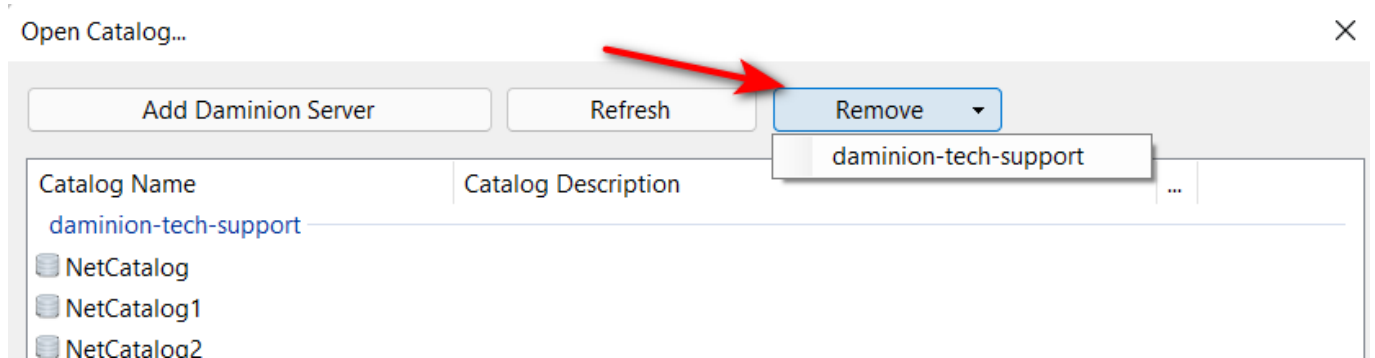 Open Catalog...
Add Daminion Server Refresh Remove
daminion-tech-support
Catalog Name Catalog Description ...
daminion-tech-support
NetCatalog
NetCatalog1
NetCatalog2